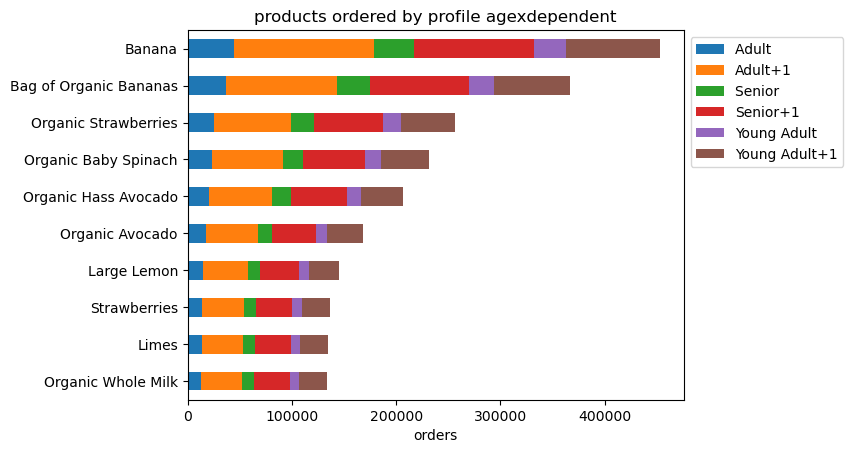 products ordered by profile agexdependent
Banana
Bag of Organic Bananas
Organic Strawberries
Organic Baby Spinach
Organic Hass Avocado
Organic Avocado
Large Lemon
Strawberries
Limes
Organic Whole Milk
0 100000 200000 300000 400000
orders
Adult
Adult+1
Senior
Senior+1
Young Adult
Young Adult+1